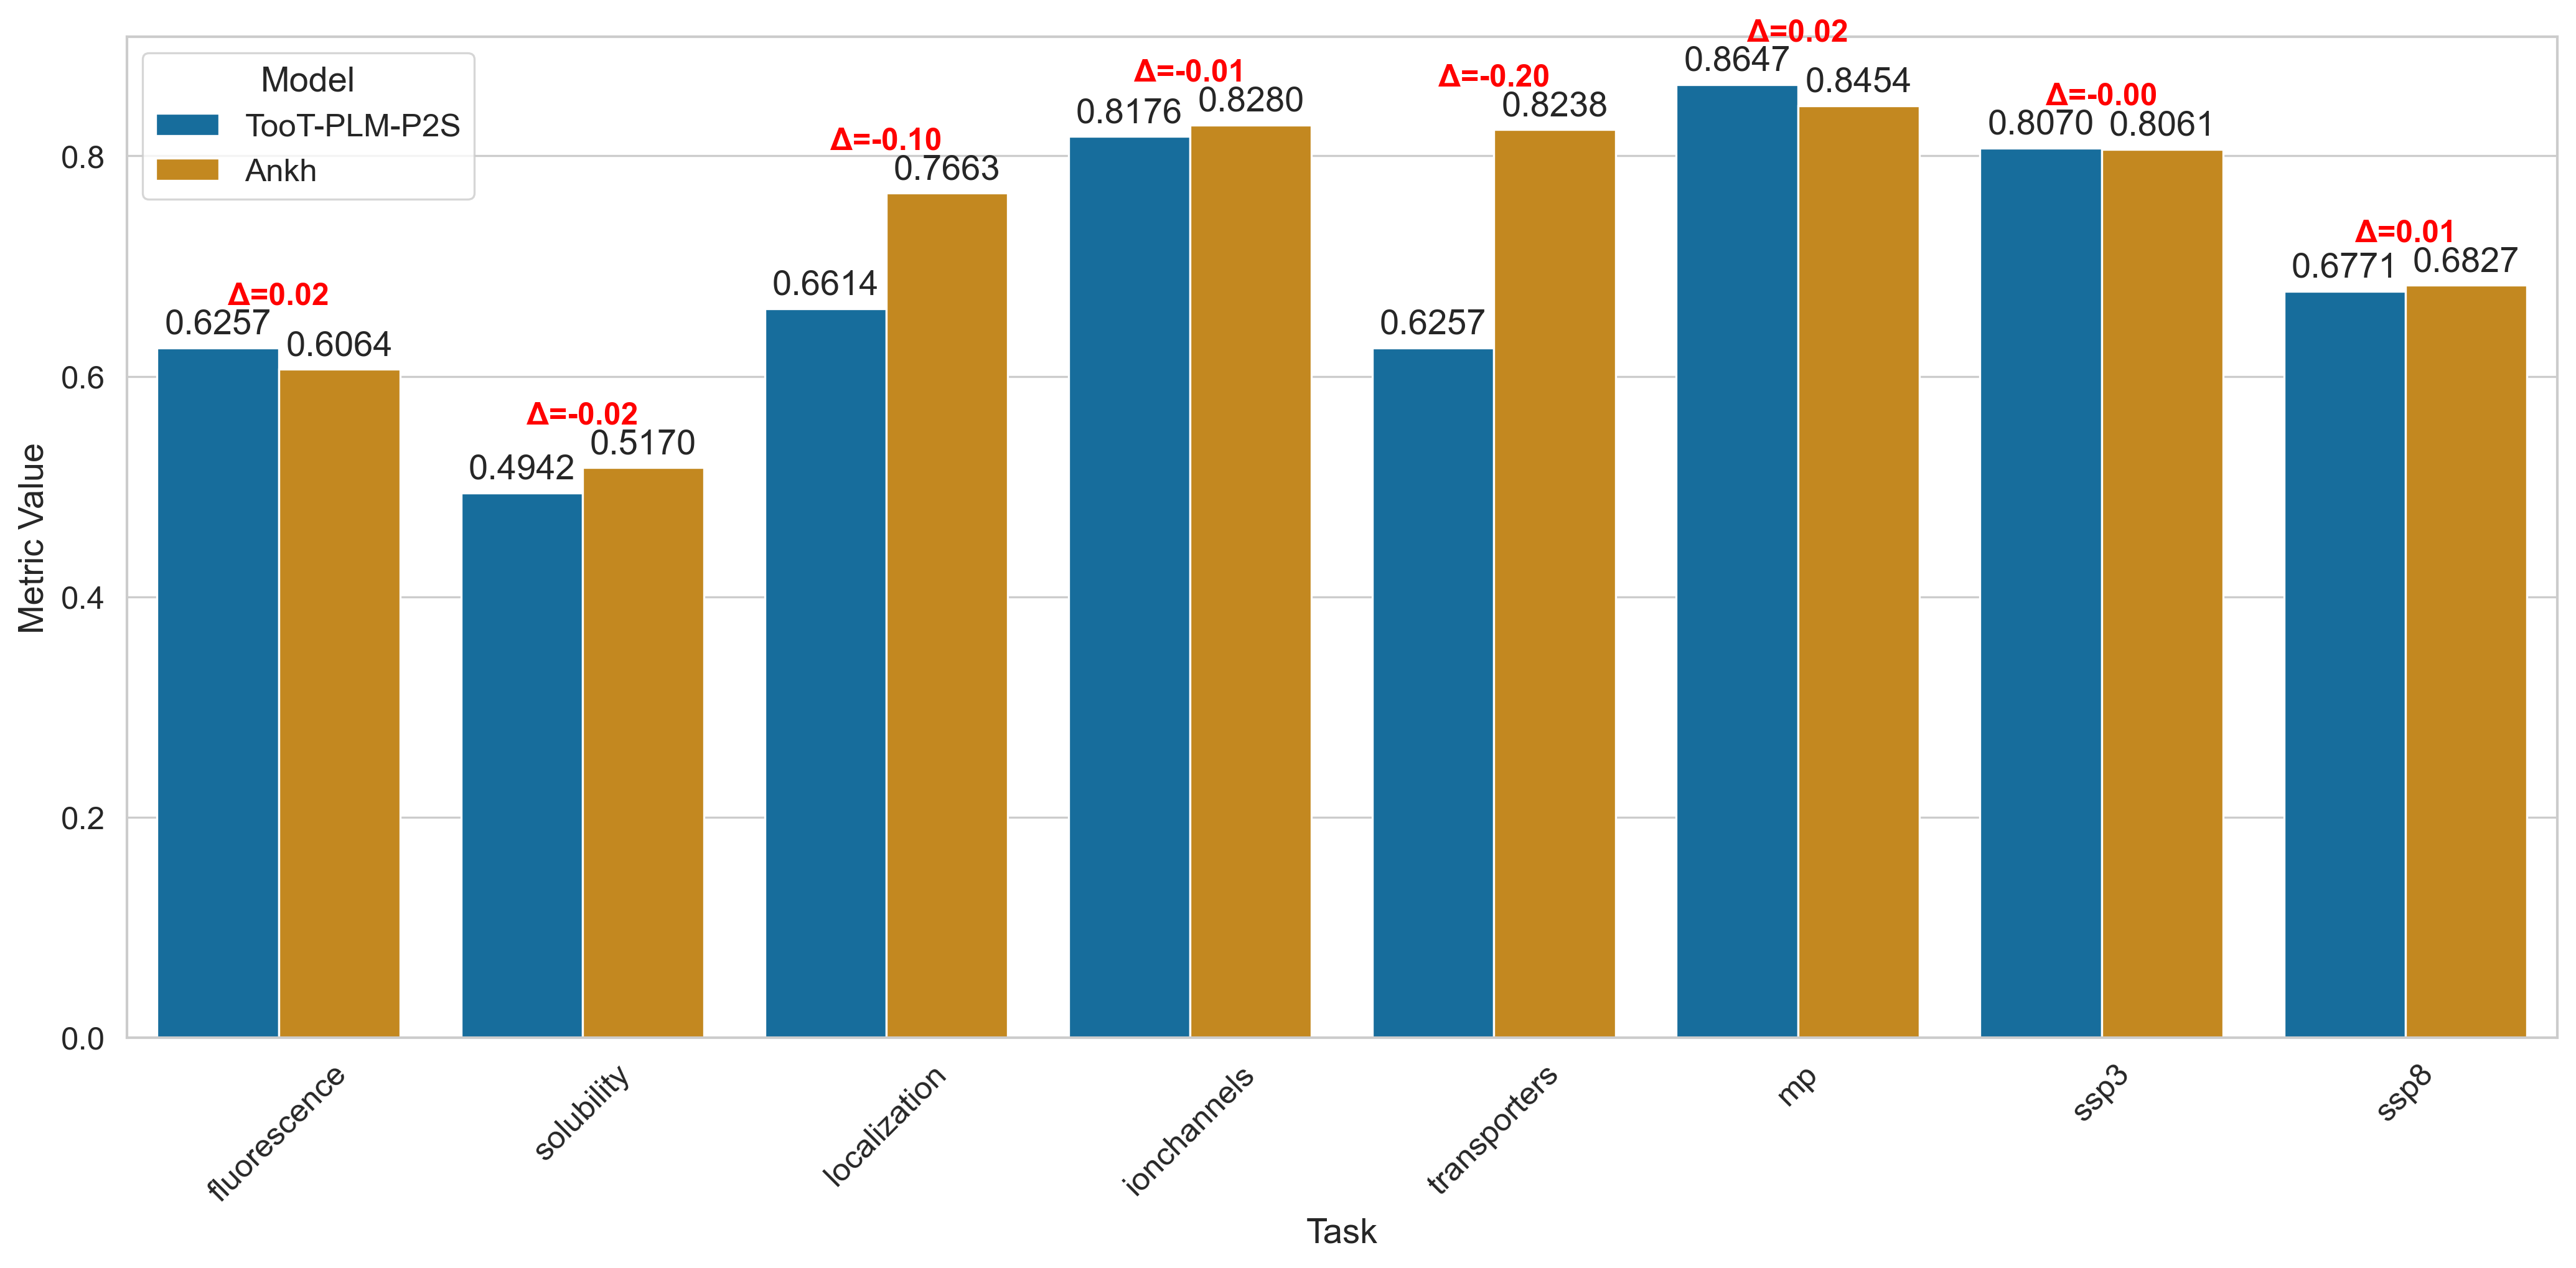 Model
TooT-PLM-P2S
Ankh
Metric Value
0.8
0.6
0.4
0.2
0.0
Δ=0.02
0.6257
0.6064
Δ=-0.02
0.4942
0.5170
Δ=-0.10
0.6614
0.7663
Δ=-0.01
0.8176
0.8280
Δ=-0.20
0.6257
0.8238
Δ=0.02
0.8647
0.8454
Δ=-0.00
0.8070
0.8061
Δ=0.01
0.6771
0.6827
fluorescence
solubility
localization
ionchannels
transporters
mp
ssp3
ssp8
Task